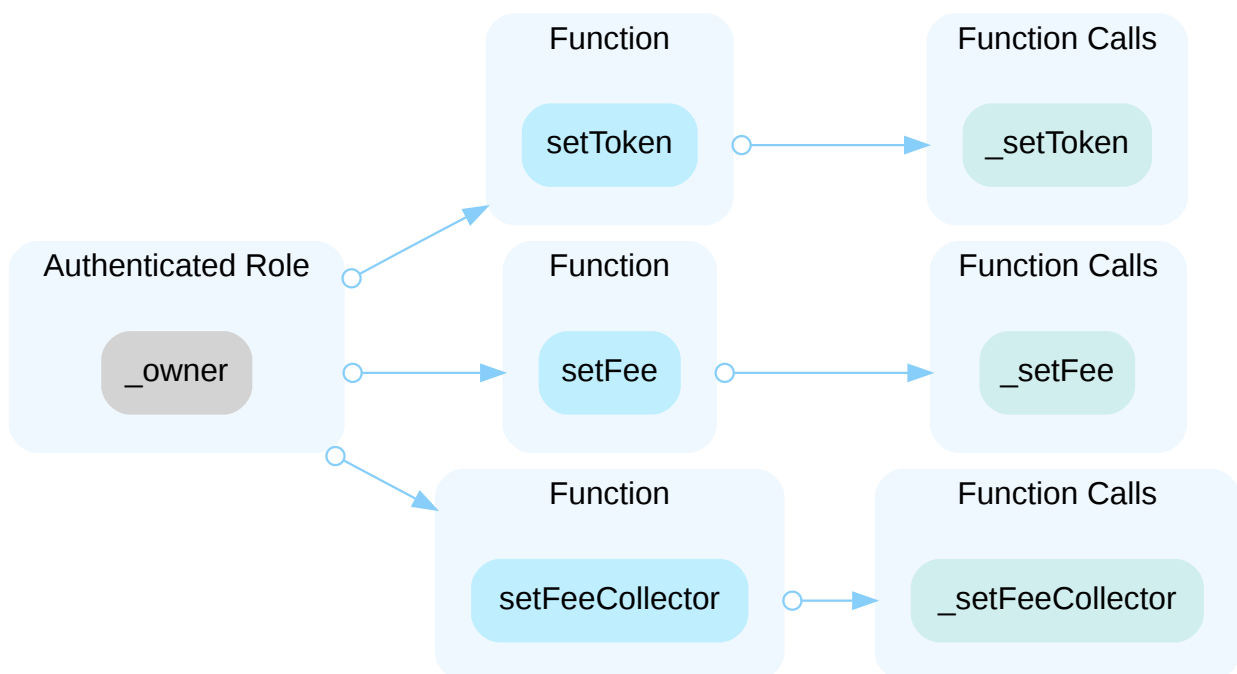 Function
Function Calls
setToken
_setToken
Authenticated Role
Function
Function Calls
_owner
setFee
_setFee
Function
Function Calls
setFeeCollector
_setFeeCollector